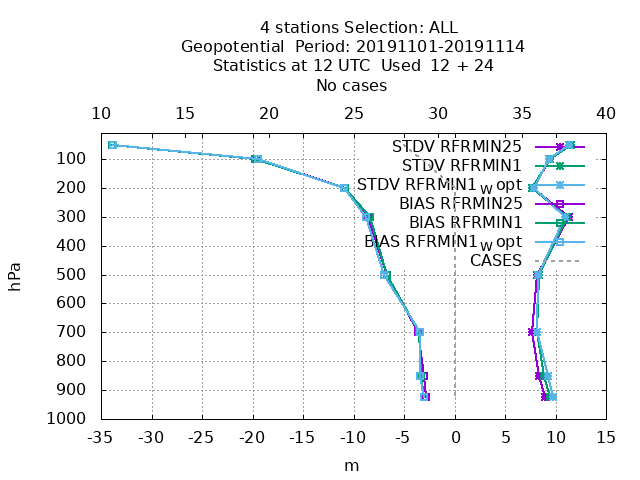 4 stations Selection: ALL
Geopotential  Period: 20191101-20191114
Statistics at 12 UTC  Used  12 + 24
No cases
10 15 20 25 30 35 40
STDV RFRMIN25
STDV RFRMIN1
STDV RFRMIN1w opt
BIAS RFRMIN25
BIAS RFRMIN1
BIAS RFRMIN1w opt
CASES
100
200
300
400
500
600
700
800
900
1000
hPa
-35 -30 -25 -20 -15 -10 -5 0 5 10 15
m